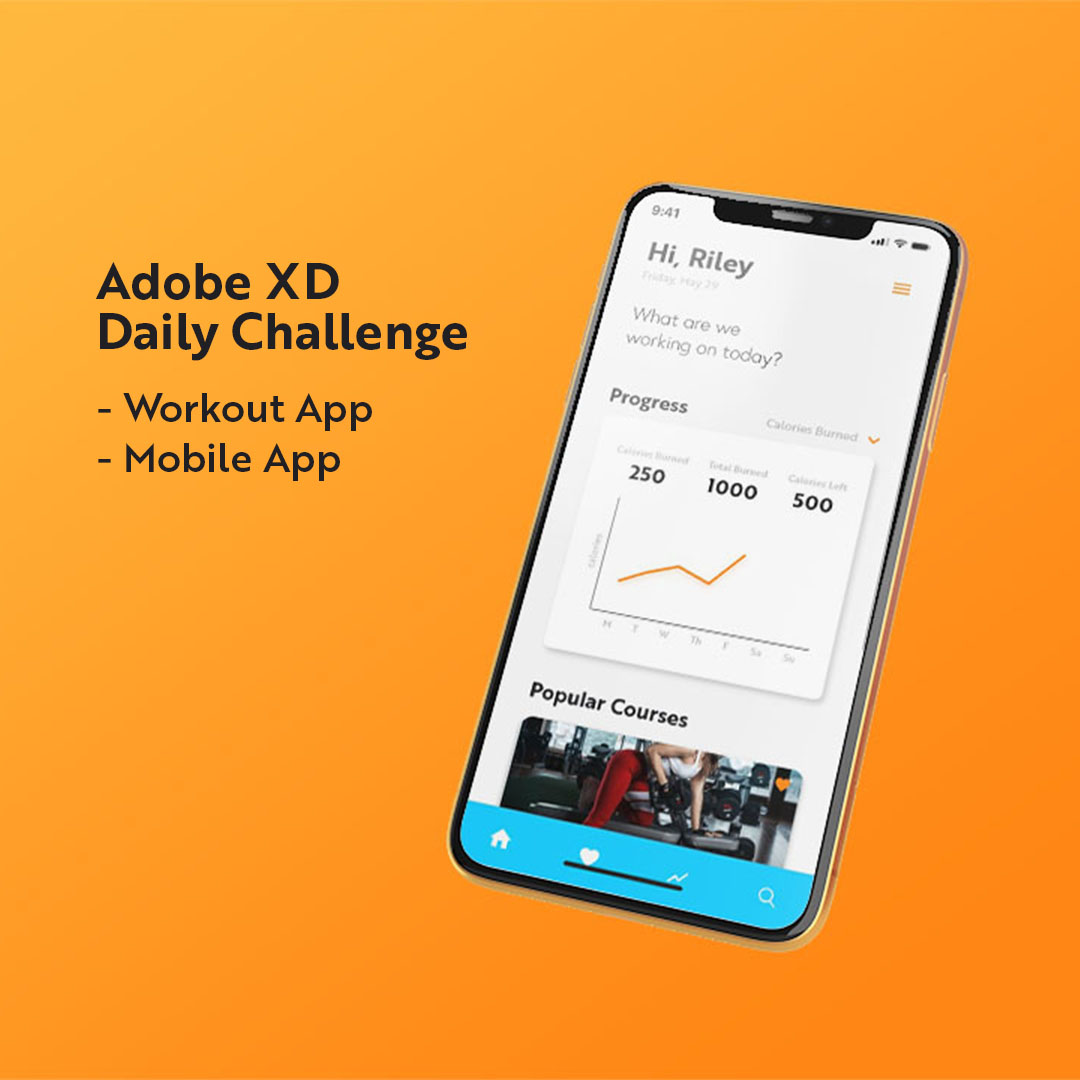 Adobe XD
Daily Challenge
- Workout App
- Mobile App
9:41
Hi, Riley
Friday, May 29
What are we
working on today?
Progress
Calories Burned
Calories Burned Total Burned Calories Left
250 1000 500
calories
M T W Th F Sa Su
Popular Courses